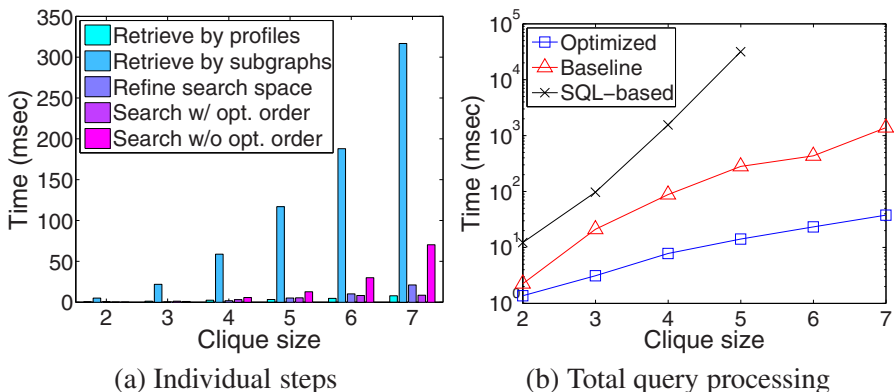 350
300
250
200
150
100
50
0
Time (msec)
Retrieve by profiles
Retrieve by subgraphs
Refine search space
Search w/ opt. order
Search w/o opt. order
2 3 4 5 6 7
Clique size
(a) Individual steps
10^5
10^4
10^3
10^2
10^1
10^0
Time (msec)
Optimized
Baseline
SQL-based
2 3 4 5 6 7
Clique size
(b) Total query processing